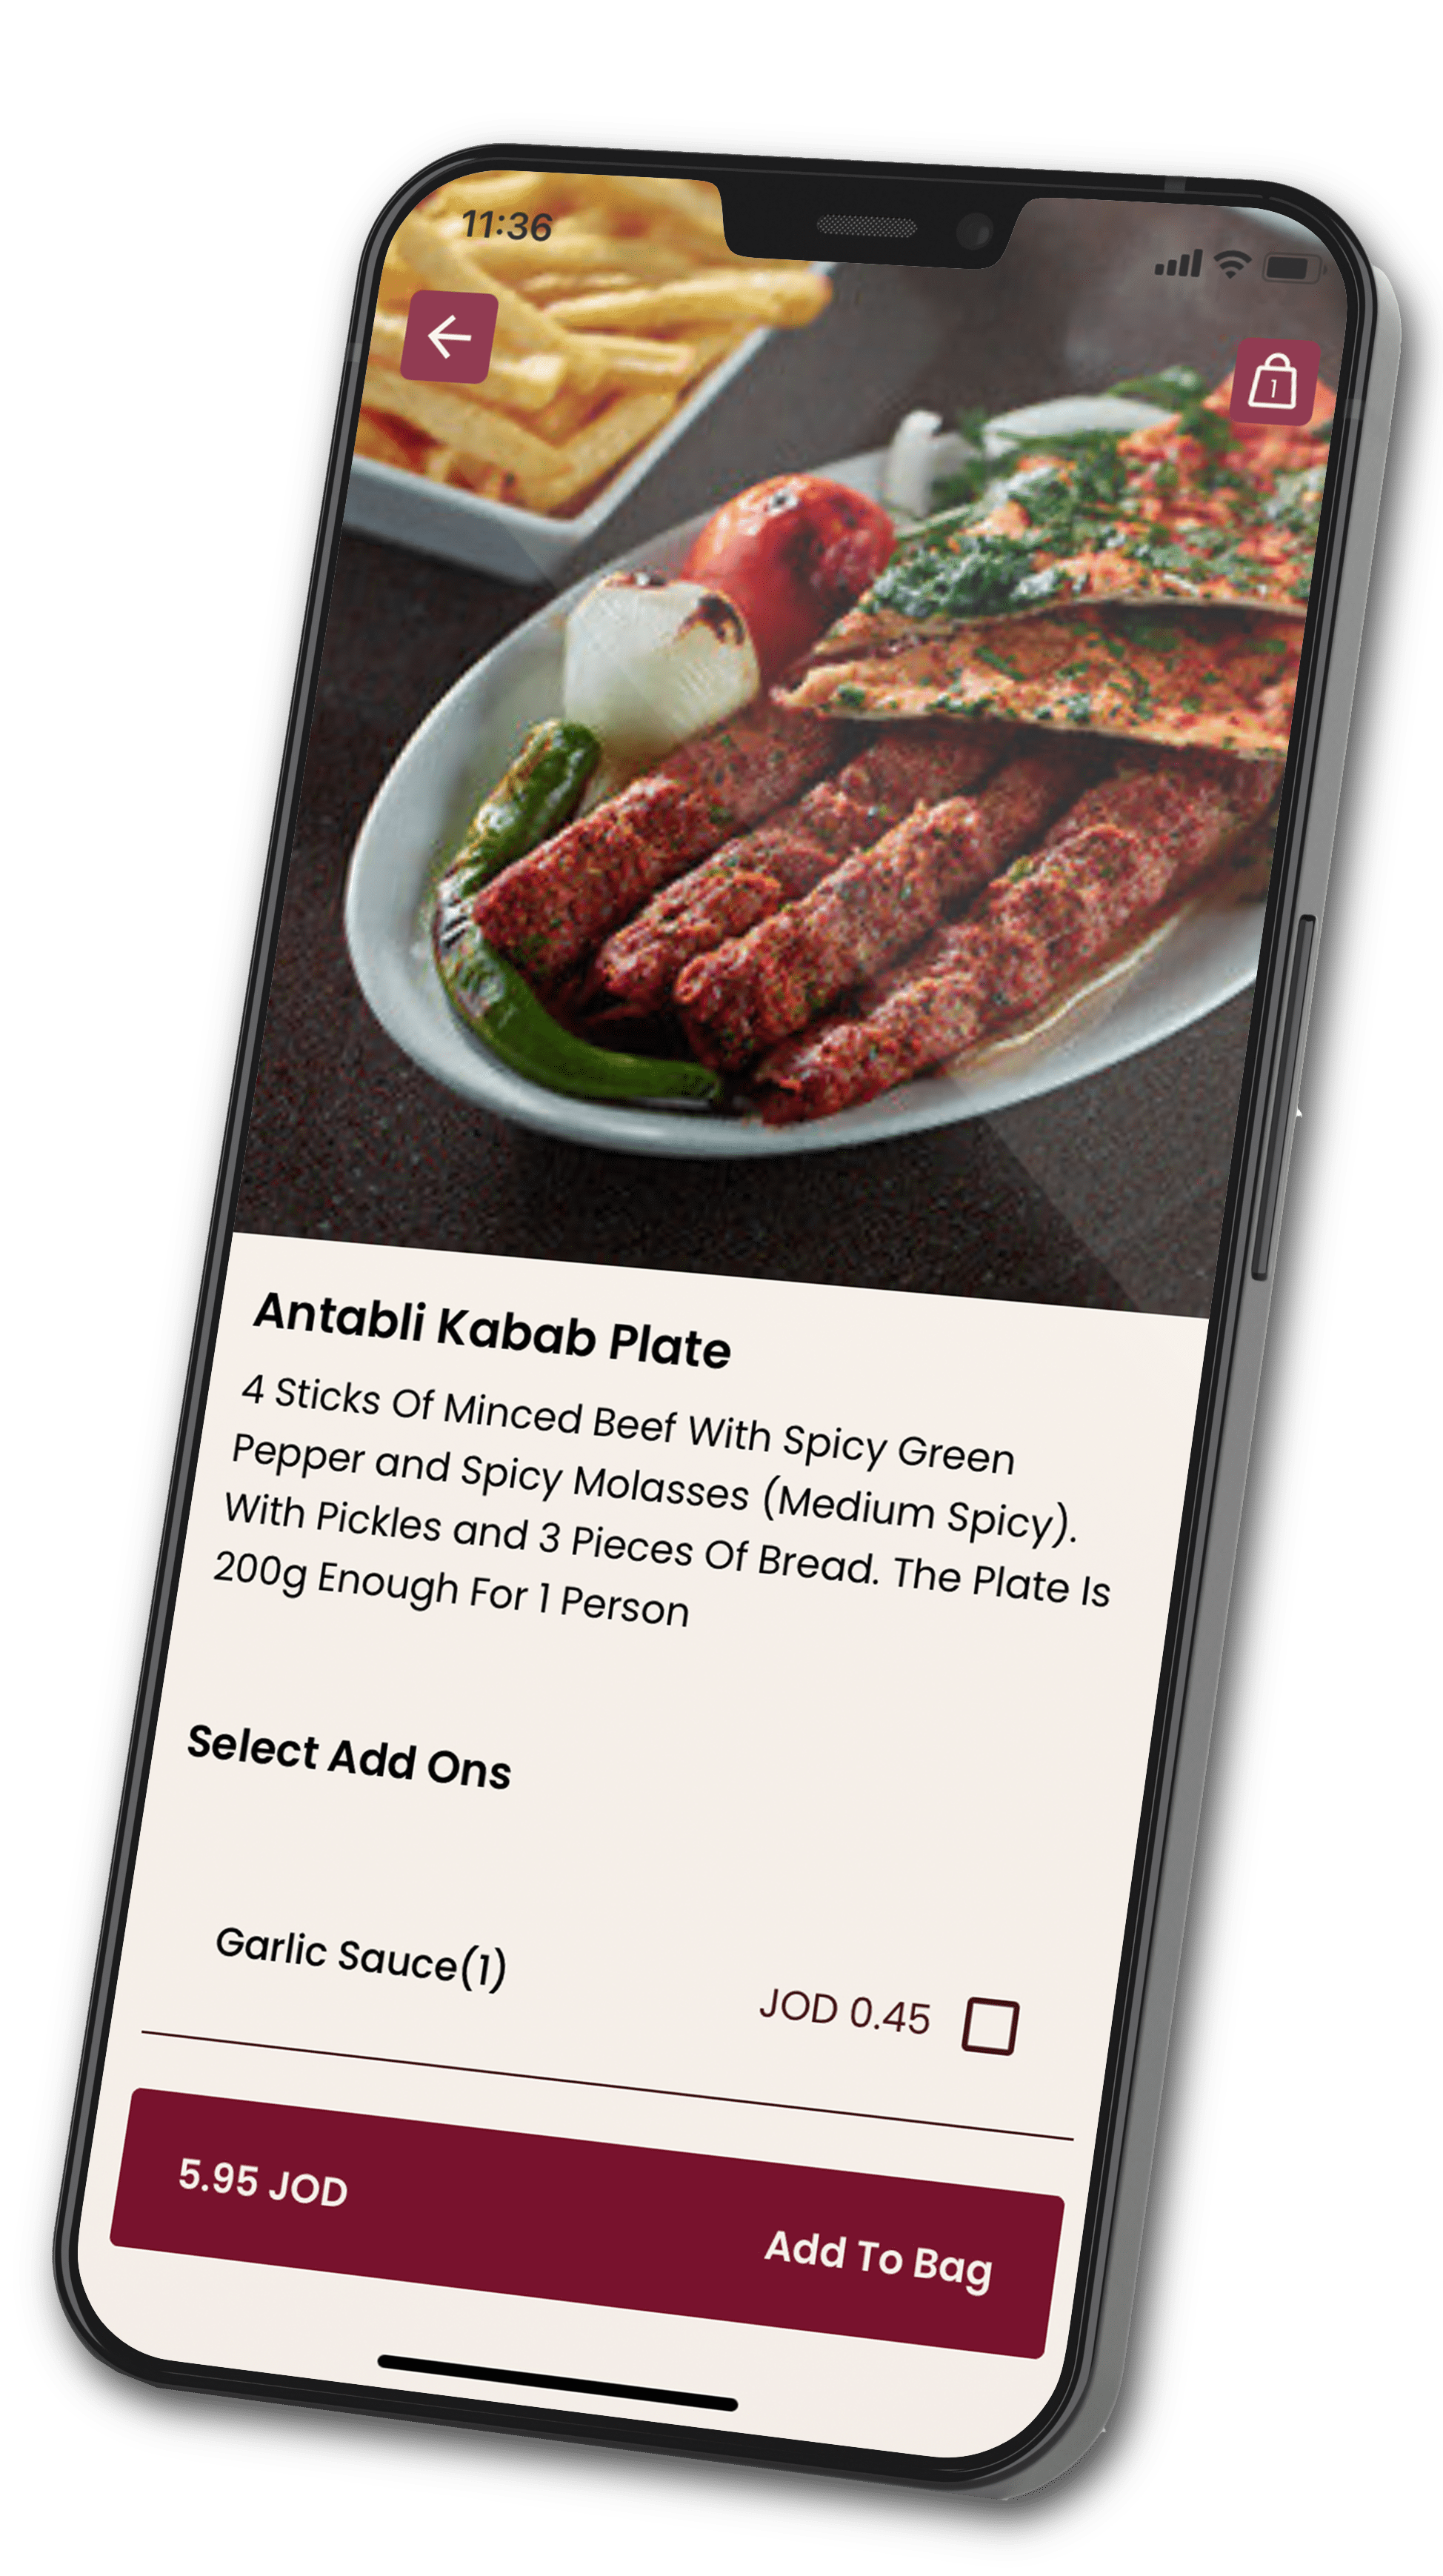 11:36
1
Antabli Kabab Plate
4 Sticks Of Minced Beef With Spicy Green
Pepper and Spicy Molasses (Medium Spicy).
With Pickles and 3 Pieces Of Bread. The Plate Is
200g Enough For 1 Person
Select Add Ons
Garlic Sauce(1)
JOD 0.45
5.95 JOD
Add To Bag